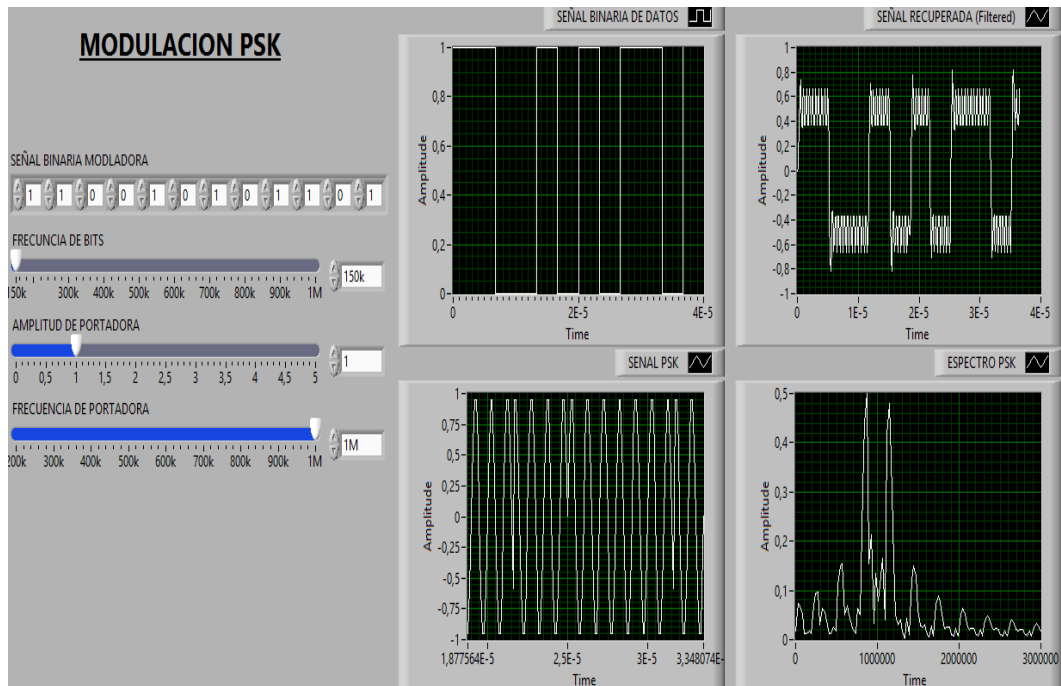 MODULACION PSK
SEÑAL BINARIA MODLADORA
1 1 0 0 1 0 1 0 1 1 0 1
FRECUNCIA DE BITS
150k
150k 300k 400k 500k 600k 700k 800k 900k 1M
AMPLITUD DE PORTADORA
1
0 0,5 1 1,5 2 2,5 3 3,5 4 4,5 5
FRECUENCIA DE PORTADORA
1M
200k 300k 400k 500k 600k 700k 800k 900k 1M
SEÑAL BINARIA DE DATOS
Amplitude
1
0,8
0,6
0,4
0,2
0
0 2E-5 4E-5
Time
SEÑAL RECUPERADA (Filtered)
Amplitude
1
0,8
0,6
0,4
0,2
0
-0,2
-0,4
-0,6
-0,8
-1
0 1E-5 2E-5 3E-5 4E-5
Time
SENAL PSK
Amplitude
1
0,75
0,5
0,25
0
-0,25
-0,5
-0,75
-1
1,877564E-5 2,5E-5 3E-5 3,348074E-
Time
ESPECTRO PSK
Amplitude
0,5
0,4
0,3
0,2
0,1
0
0 1000000 2000000 3000000
Time